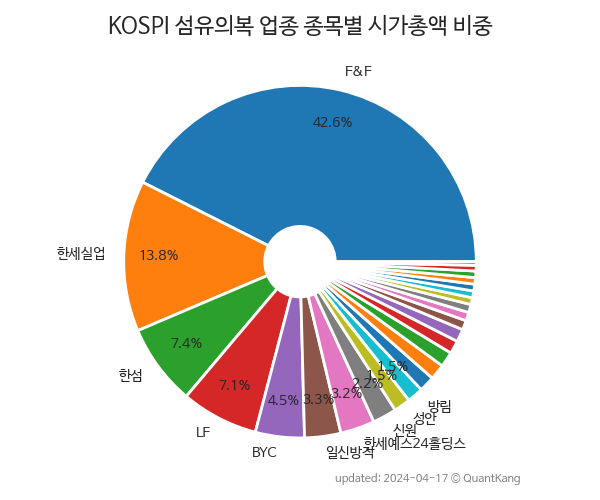 KOSPI 섬유의복 업종 종목별 시가총액 비중
F&F
42.6%
한세실업
13.8%
한섬
7.4%
LF
7.1%
BYC
4.5%
일신방직
3.3%
한세예스24홀딩스
3.2%
신원
2.2%
성안
1.5%
방림
1.5%
updated: 2024-04-17 © QuantKang